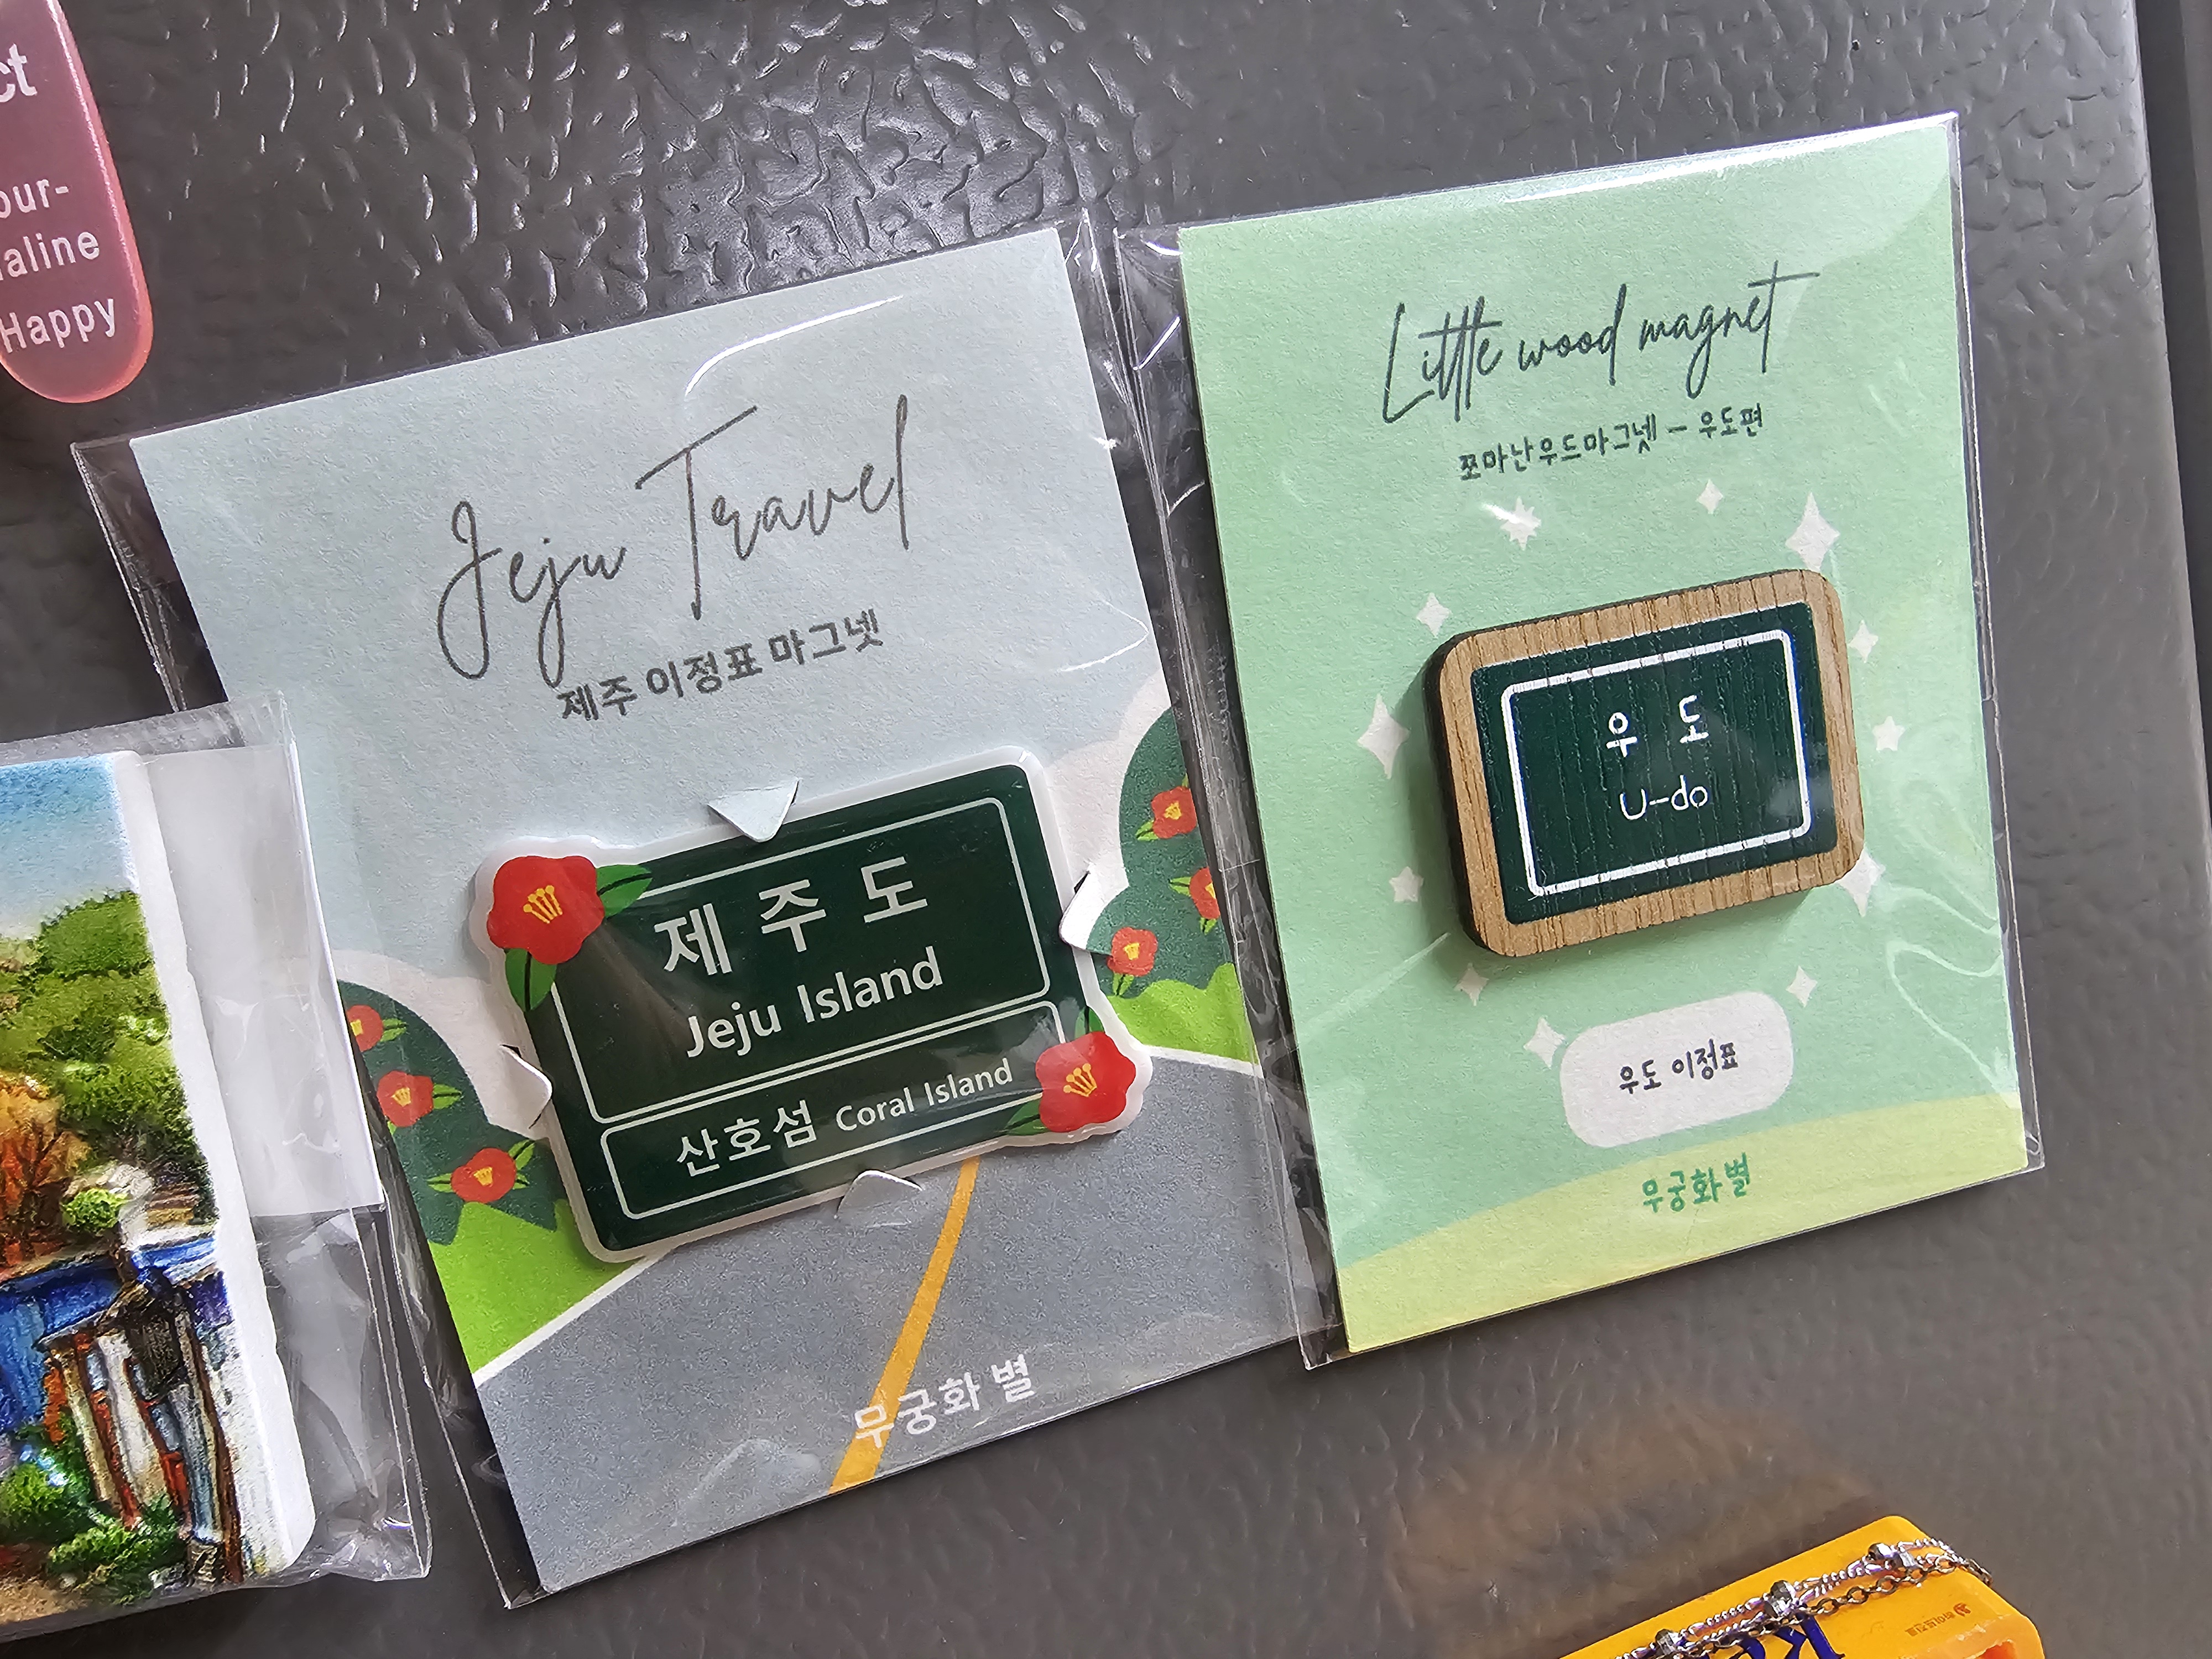 ct
our-
aline
Happy
Jeju Travel
제주 이정표 마그넷
제주도
Jeju Island
산호섬 Coral Island
무궁화 별
Little wood magnet
쪼마난우드마그넷 - 우도편
우 도
U-do
우도 이정표
무궁화 별